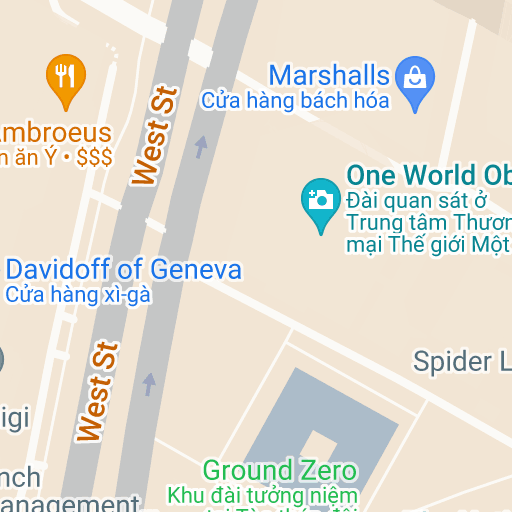 Marshalls
Cửa hàng bách hóa
West St
One World Ob
Đài quan sát ở
Trung tâm Thươn
mại Thế giới Một
Davidoff of Geneva
Cửa hàng xì-gà
West St
Spider L
igi
Ground Zero
Khu đài tưởng niệm
anagement
mbroeus
n ăn Ý • $$$
nch